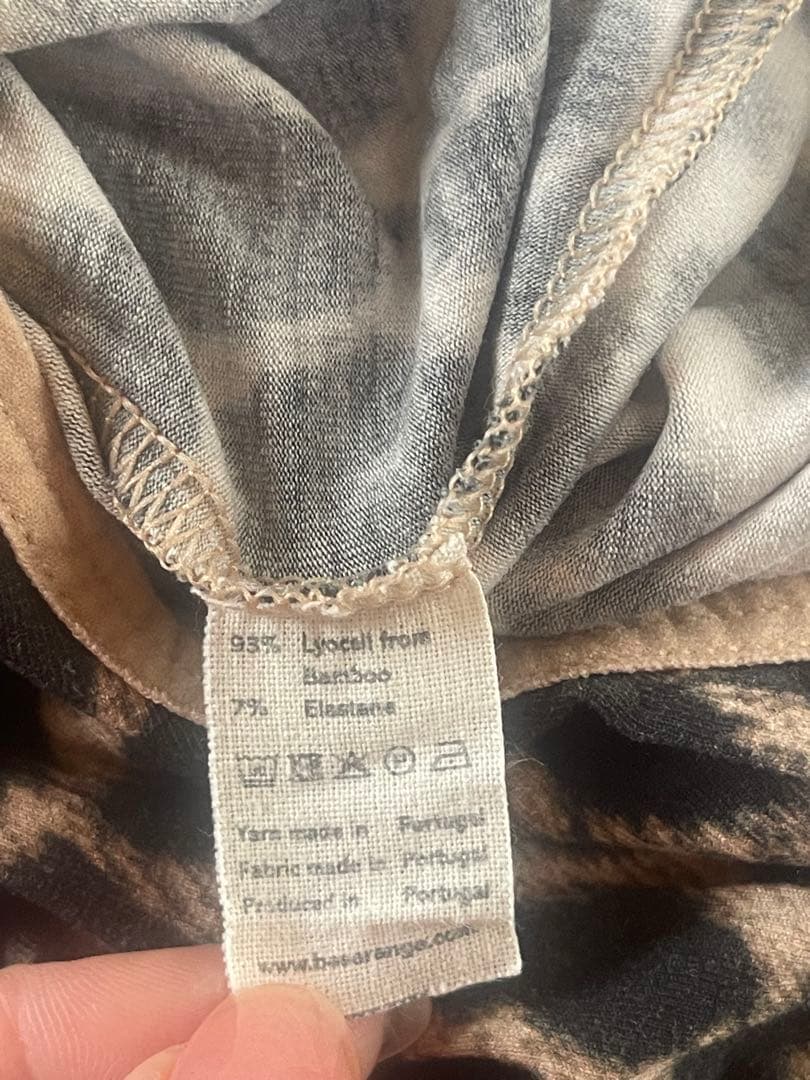 93% Lyocell from
Bamboo
7% Elastane
Yarn made in Portugal
Fabric made in Portugal
Produced in Portugal
www.baserange.com